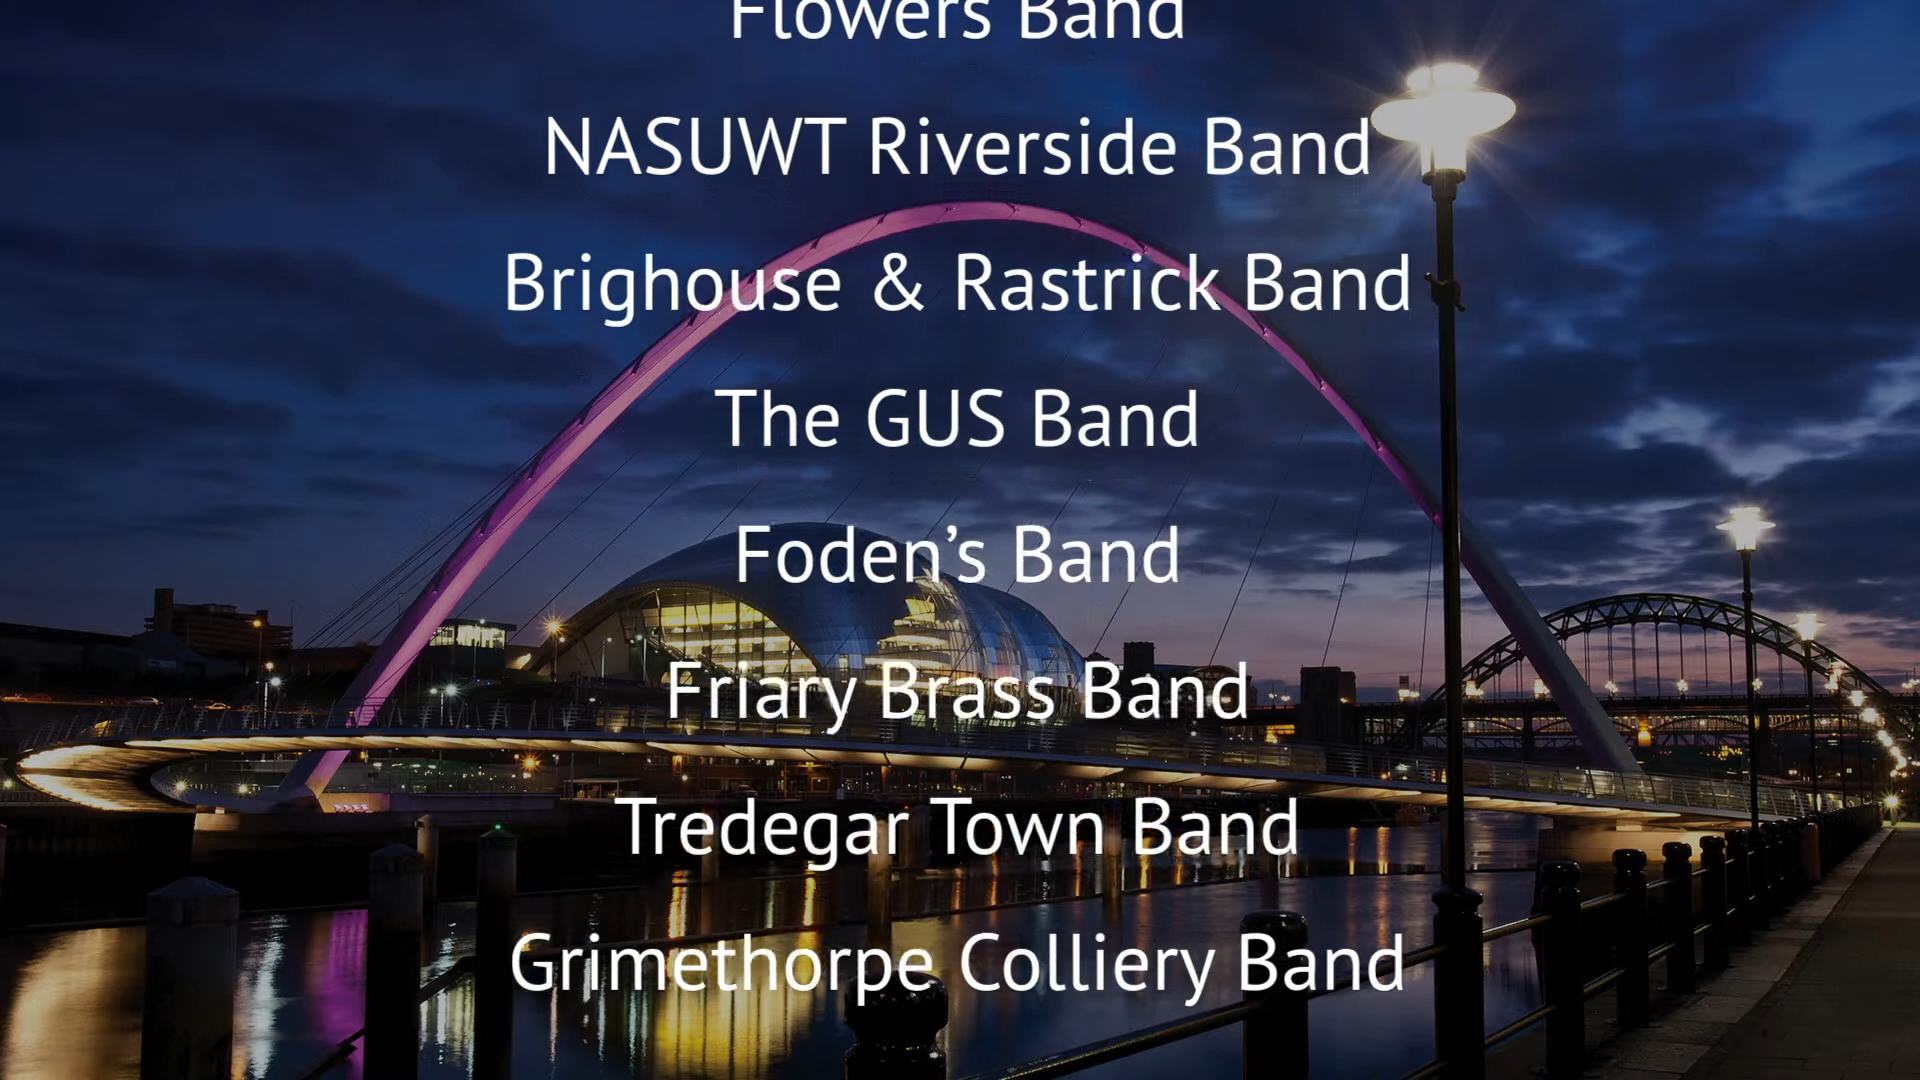 Flowers Band
NASUWT Riverside Band
Brighouse & Rastrick Band
The GUS Band
Foden’s Band
Friary Brass Band
Tredegar Town Band
Grimethorpe Colliery Band